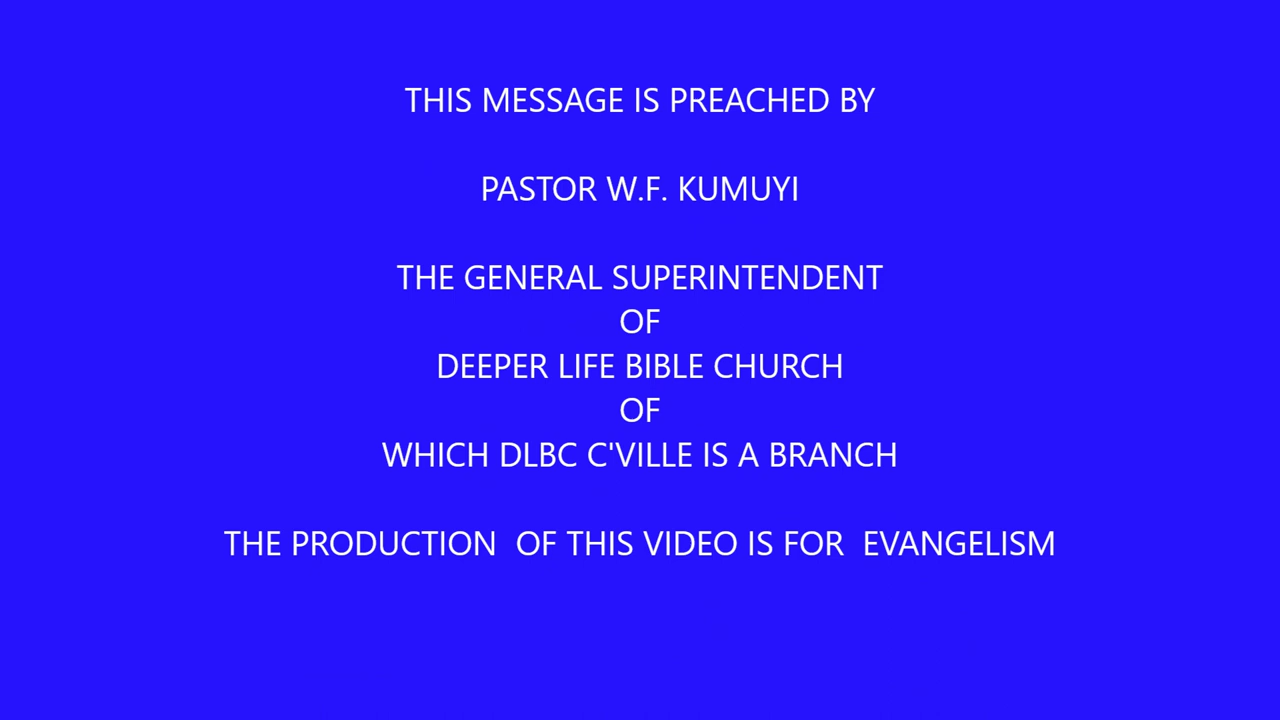 THIS MESSAGE IS PREACHED BY
PASTOR W.F. KUMUYI
THE GENERAL SUPERINTENDENT
OF
DEEPER LIFE BIBLE CHURCH
OF
WHICH DLBC C'VILLE IS A BRANCH
THE PRODUCTION  OF THIS VIDEO IS FOR  EVANGELISM